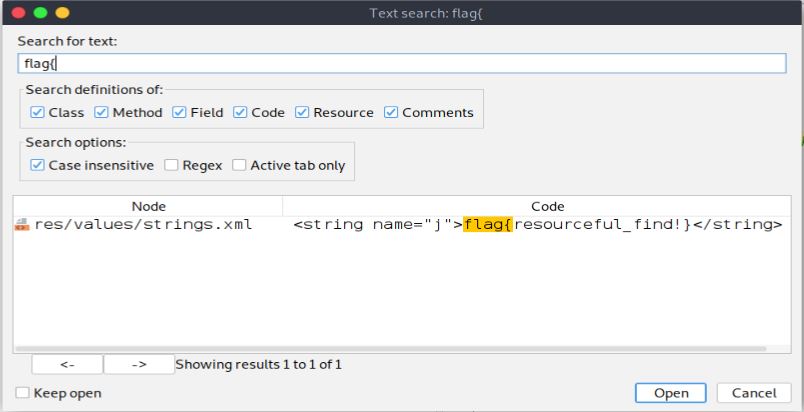 Text search: flag{
Search for text:
flag{
Search definitions of:
Class Method Field Code Resource Comments
Search options:
Case insensitive Regex Active tab only
Node Code
res/values/strings.xml <string name="j">flag{resourceful_find!}</string>
<- -> Showing results 1 to 1 of 1
Keep open Open Cancel